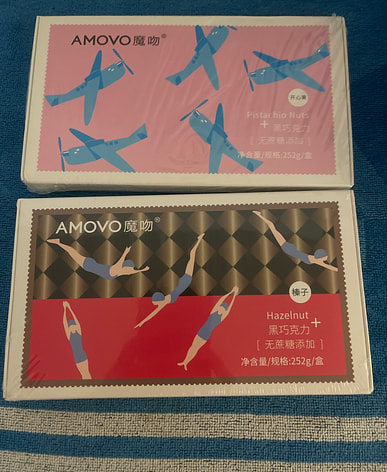 AMOVO魔吻®
开心果
Pistachio Nuts
+黑巧克力
[ 无蔗糖添加 ]
净含量/规格:252g/盒
AMOVO魔吻®
榛子
Hazelnut
黑巧克力+
[ 无蔗糖添加 ]
净含量/规格:252g/盒